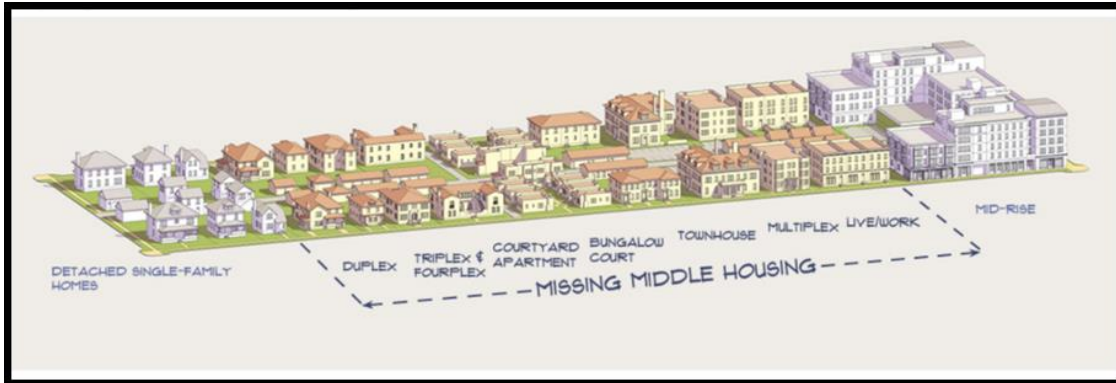 DETACHED SINGLE-FAMILY
HOMES
DUPLEX
TRIPLEX &
FOURPLEX
COURTYARD
APARTMENT
BUNGALOW
COURT
TOWNHOUSE
MULTIPLEX
LIVE/WORK
MID-RISE
MISSING MIDDLE HOUSING